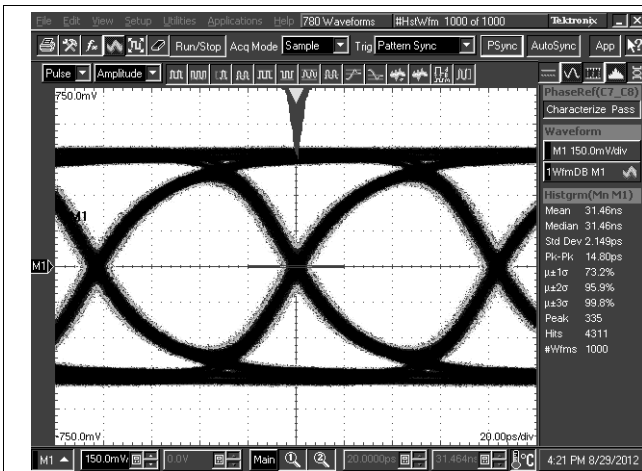 File Edit View Setup Utilities Applications Help 780 Waveforms #HstWfm 1000 of 1000 Tektronix
Run/Stop Acq Mode Sample Trig Pattern Sync PSync AutoSync App
Pulse Amplitude
750.0mV
PhaseRef(C7_C8)
Characterize Pass
Waveform
M1 150.0mV/div
1WfmDB M1
Histgrm(Mn M1)
Mean 31.46ns
Median 31.46ns
Std Dev 2.149ps
Pk-Pk 14.80ps
µ±1σ 73.2%
µ±2σ 95.9%
µ±3σ 99.8%
Peak 335
Hits 4311
#Wfms 1000
M1
M1
-750.0mV 20.00ps/div
M1 150.0mV/ 0.0V Main 1 2 20.0000ps 31.464n °C 4:21 PM 8/29/2012